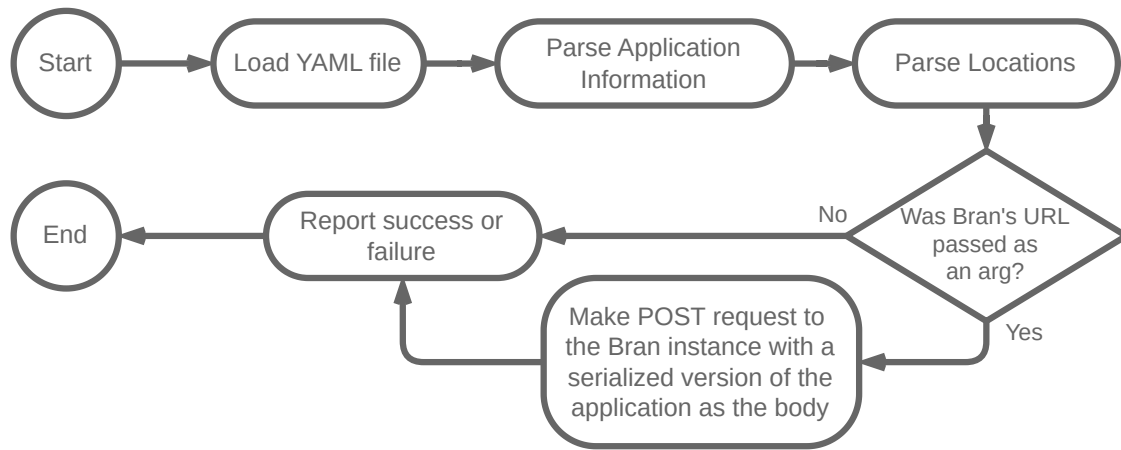 Start
Load YAML file
Parse Application
Information
Parse Locations
Was Bran's URL
passed as
an arg?
No
Yes
Make POST request to
the Bran instance with a
serialized version of the
application as the body
Report success or
failure
End